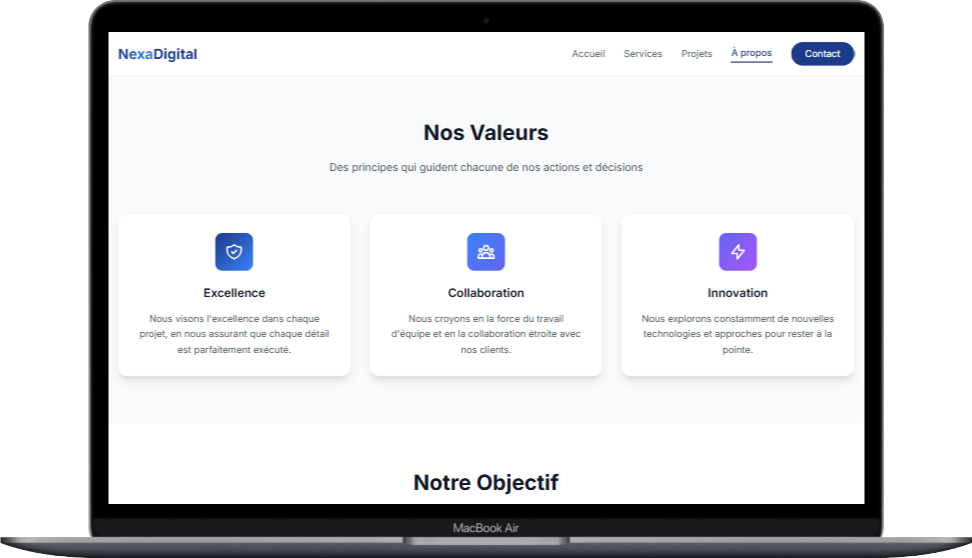 NexaDigital
Accueil Services Projets À propos Contact
Nos Valeurs
Des principes qui guident chacune de nos actions et décisions
Excellence
Nous visons l'excellence dans chaque
projet, en nous assurant que chaque détail
est parfaitement exécuté.
Collaboration
Nous croyons en la force du travail
d'équipe et en la collaboration étroite avec
nos clients.
Innovation
Nous explorons constamment de nouvelles
technologies et approches pour rester à la
pointe.
Notre Objectif
MacBook Air